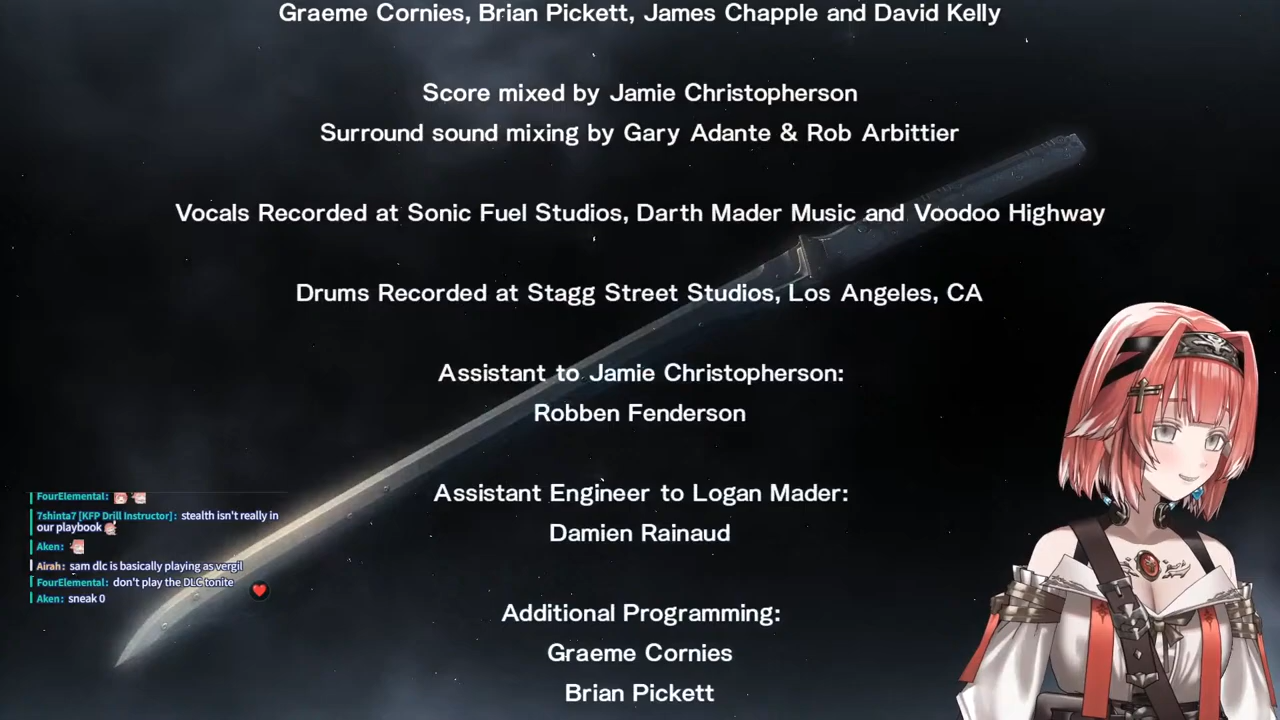 Graeme Cornies, Brian Pickett, James Chapple and David Kelly
Score mixed by Jamie Christopherson
Surround sound mixing by Gary Adante & Rob Arbittier
Vocals Recorded at Sonic Fuel Studios, Darth Mader Music and Voodoo Highway
Drums Recorded at Stagg Street Studios, Los Angeles, CA
Assistant to Jamie Christopherson:
Robben Fenderson
Assistant Engineer to Logan Mader:
Damien Rainaud
Additional Programming:
Graeme Cornies
Brian Pickett
FourElemental:
7shinta7 [KFP Drill Instructor]: stealth isn't really in
our playbook
Aken:
Airah: sam dlc is basically playing as vergil
FourElemental: don't play the DLC tonite
Aken: sneak 0